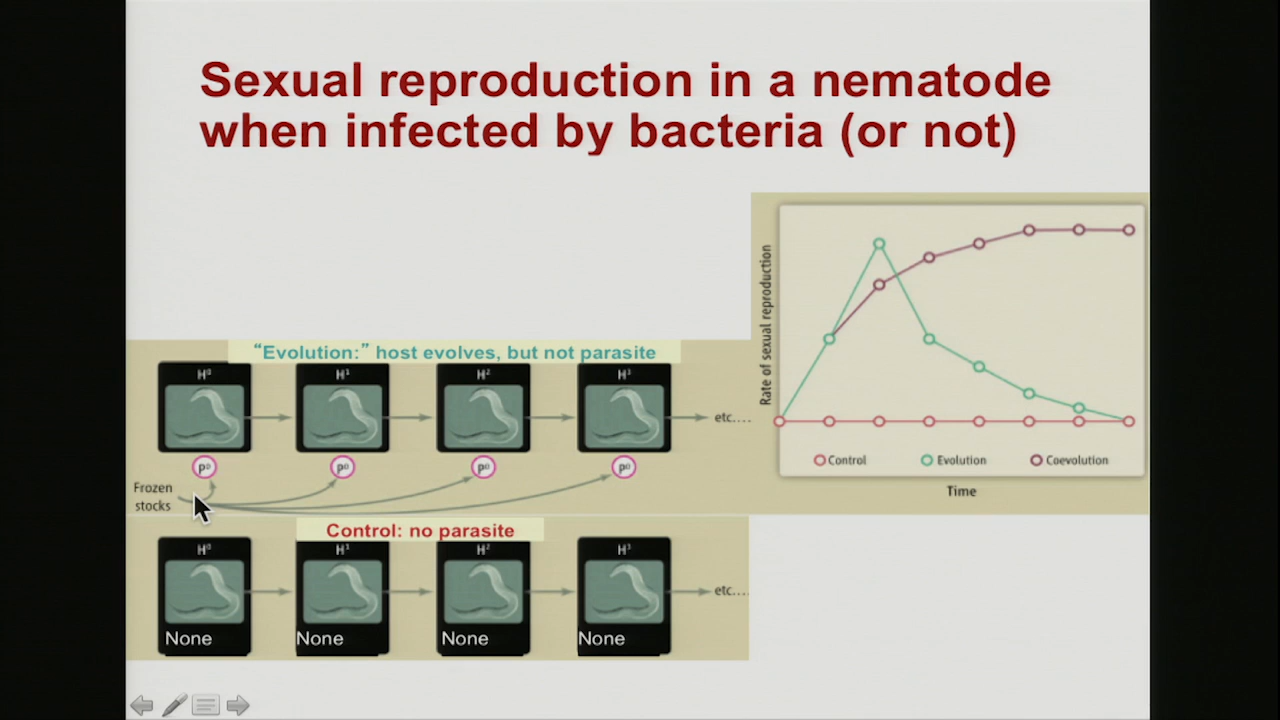 Sexual reproduction in a nematode
when infected by bacteria (or not)
“Evolution:” host evolves, but not parasite
H⁰ H¹ H² H³
etc....
p⁰ p⁰ p⁰ p⁰
Frozen
stocks
Control: no parasite
H⁰ H¹ H² H³
etc....
None None None None
Rate of sexual reproduction
Control Evolution Coevolution
Time